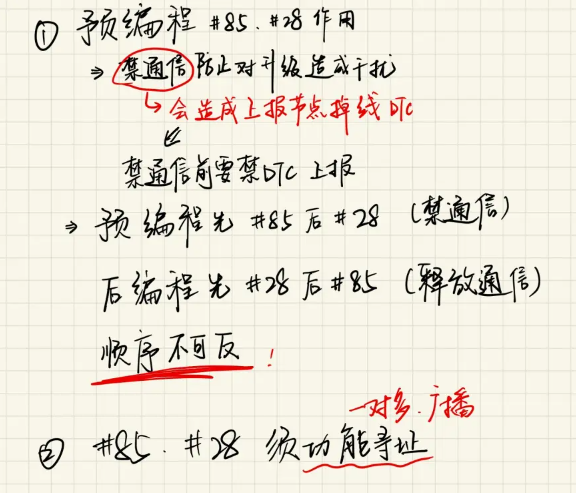 ① 预编程 #85. #28 作用
⇒ 禁通信 防止对升级造成干扰
↳ 会造成上报节点掉线 DTC
⇙
禁通信前要禁DTC 上报
⇒ 预编程先 #85 后 #28 (禁通信)
后编程先 #28 后 #85 (释放通信)
顺序不可反 !
一对多. 广播
② #85. #28 须功能寻址